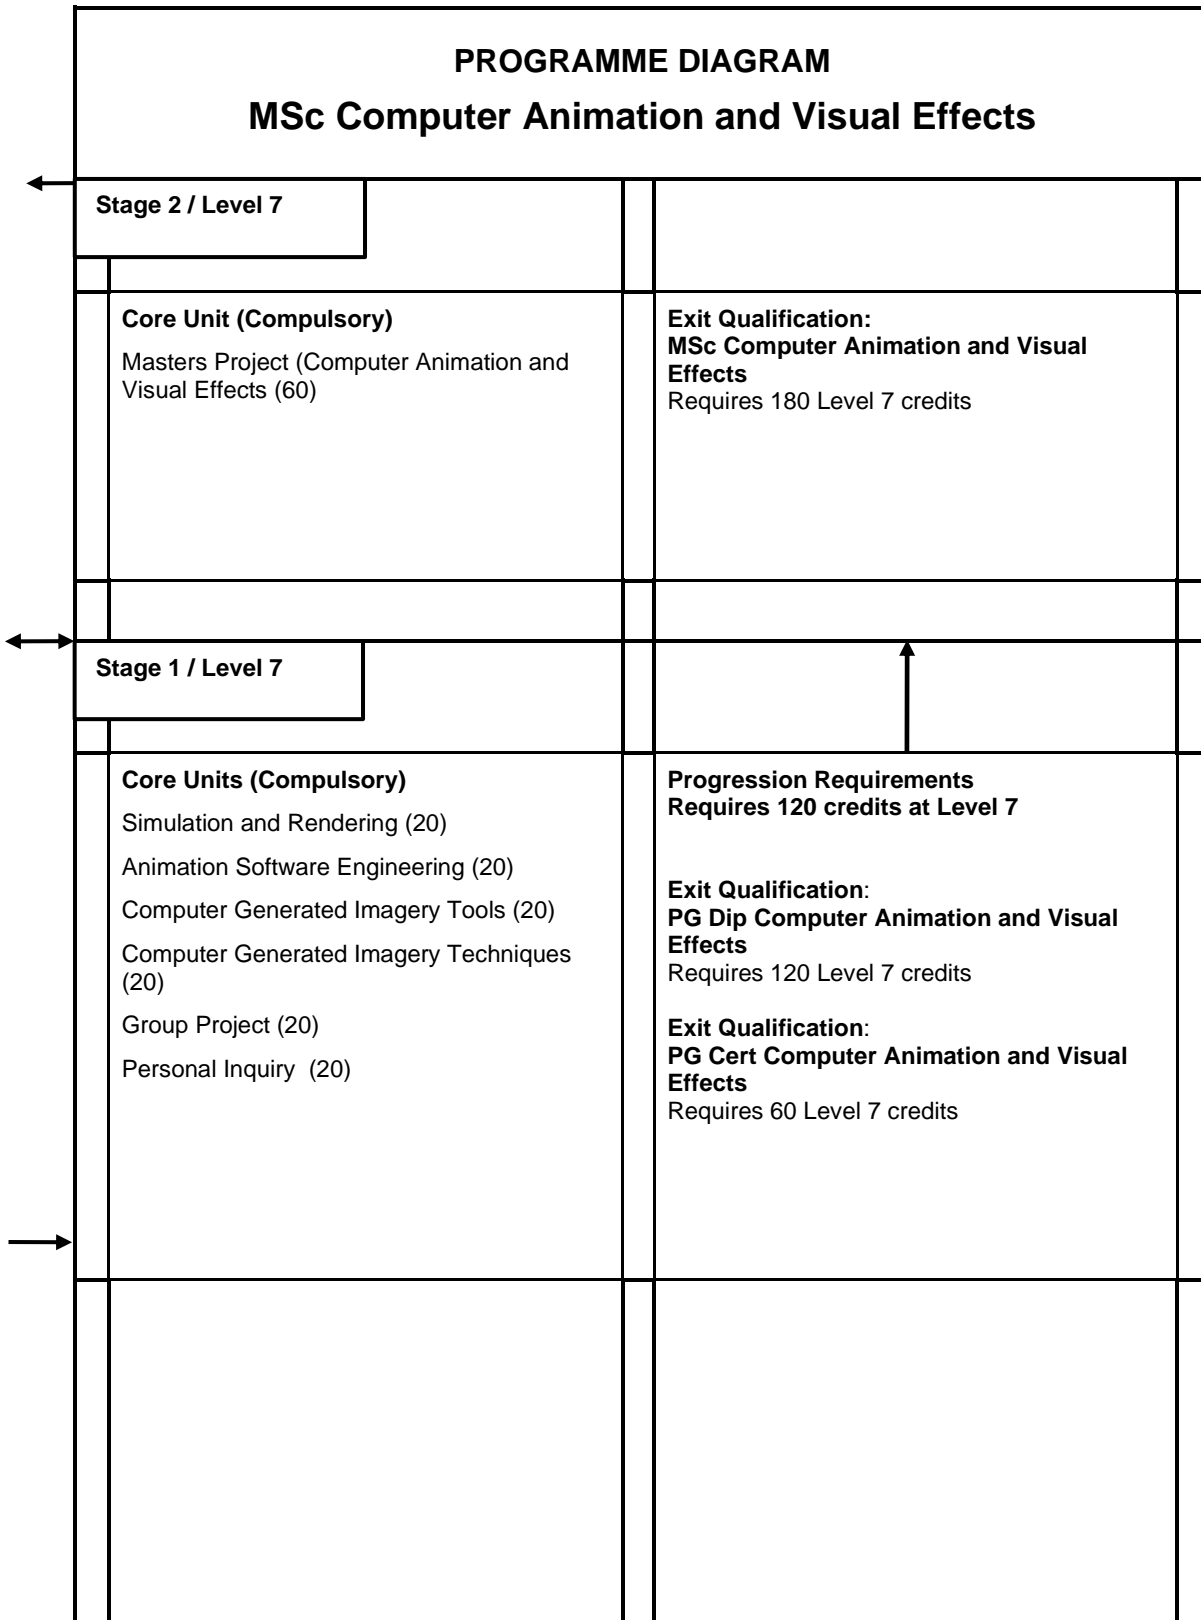 PROGRAMME DIAGRAM
MSc Computer Animation and Visual Effects
Stage 2 / Level 7
Core Unit (Compulsory)
Masters Project (Computer Animation and
Visual Effects (60)
Exit Qualification:
MSc Computer Animation and Visual
Effects
Requires 180 Level 7 credits
Stage 1 / Level 7
Core Units (Compulsory)
Simulation and Rendering (20)
Animation Software Engineering (20)
Computer Generated Imagery Tools (20)
Computer Generated Imagery Techniques
(20)
Group Project (20)
Personal Inquiry  (20)
Progression Requirements
Requires 120 credits at Level 7
Exit Qualification:
PG Dip Computer Animation and Visual
Effects
Requires 120 Level 7 credits
Exit Qualification:
PG Cert Computer Animation and Visual
Effects
Requires 60 Level 7 credits